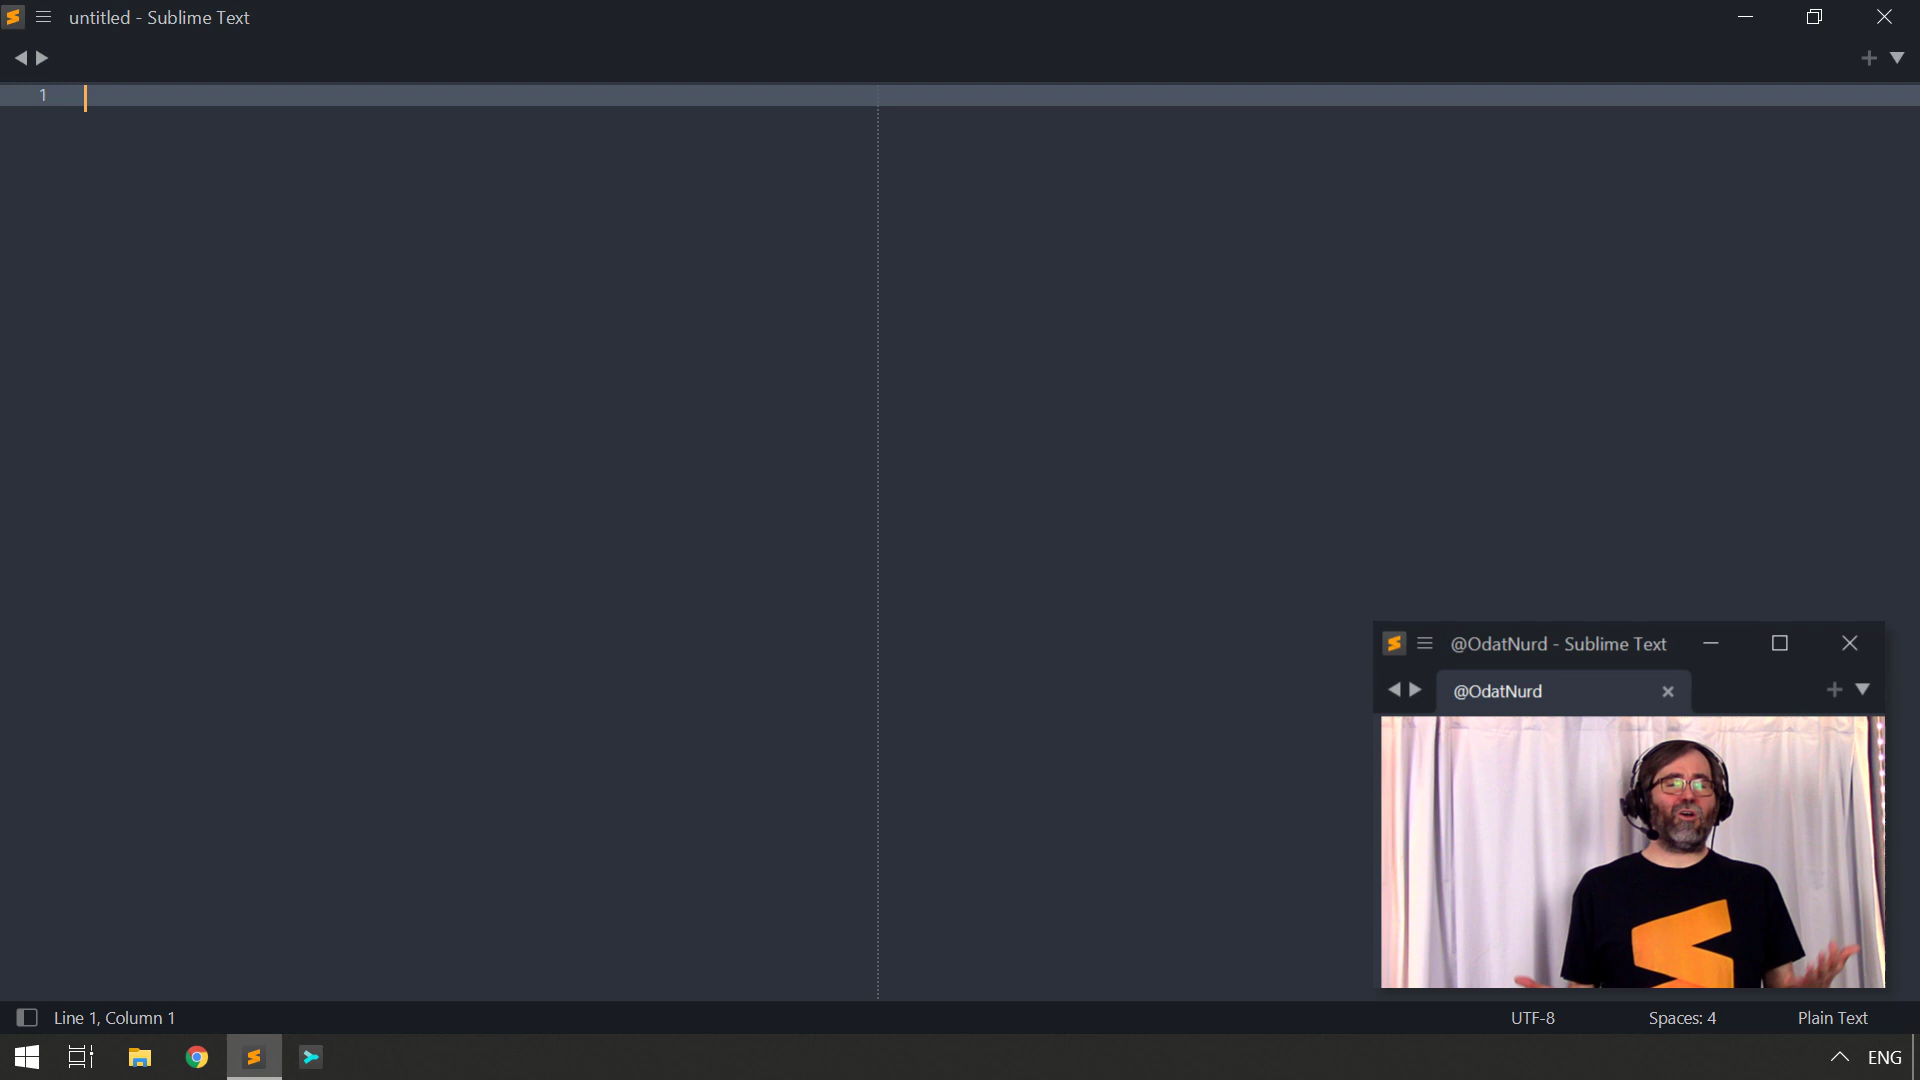 untitled - Sublime Text
1
@OdatNurd - Sublime Text
@OdatNurd
Line 1, Column 1
UTF-8
Spaces: 4
Plain Text
ENG